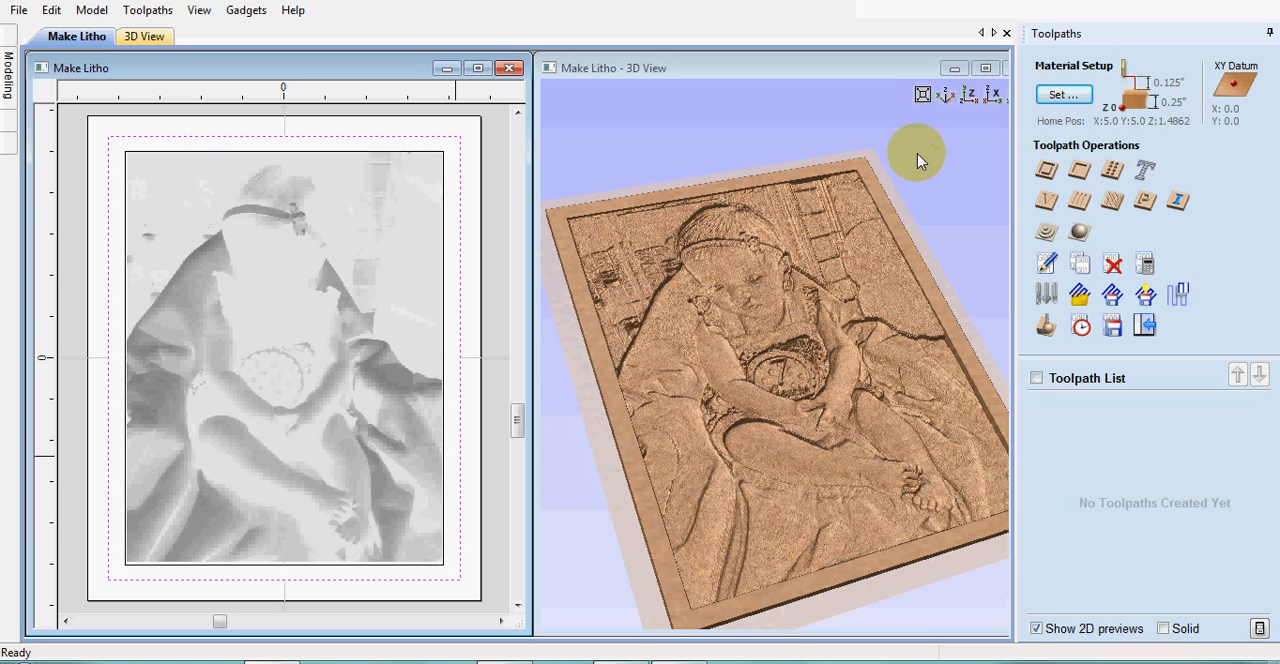 File Edit Model Toolpaths View Gadgets Help
Make Litho 3D View
Modeling
Make Litho
0
0
Make Litho - 3D View
Z
X
Toolpaths
Material Setup
Set ...
Z 0
0.125"
0.25"
XY Datum
X: 0.0
Y: 0.0
Home Pos: X:5.0 Y:5.0 Z:1.4862
Toolpath Operations
Toolpath List
No Toolpaths Created Yet
Show 2D previews
Solid
Ready